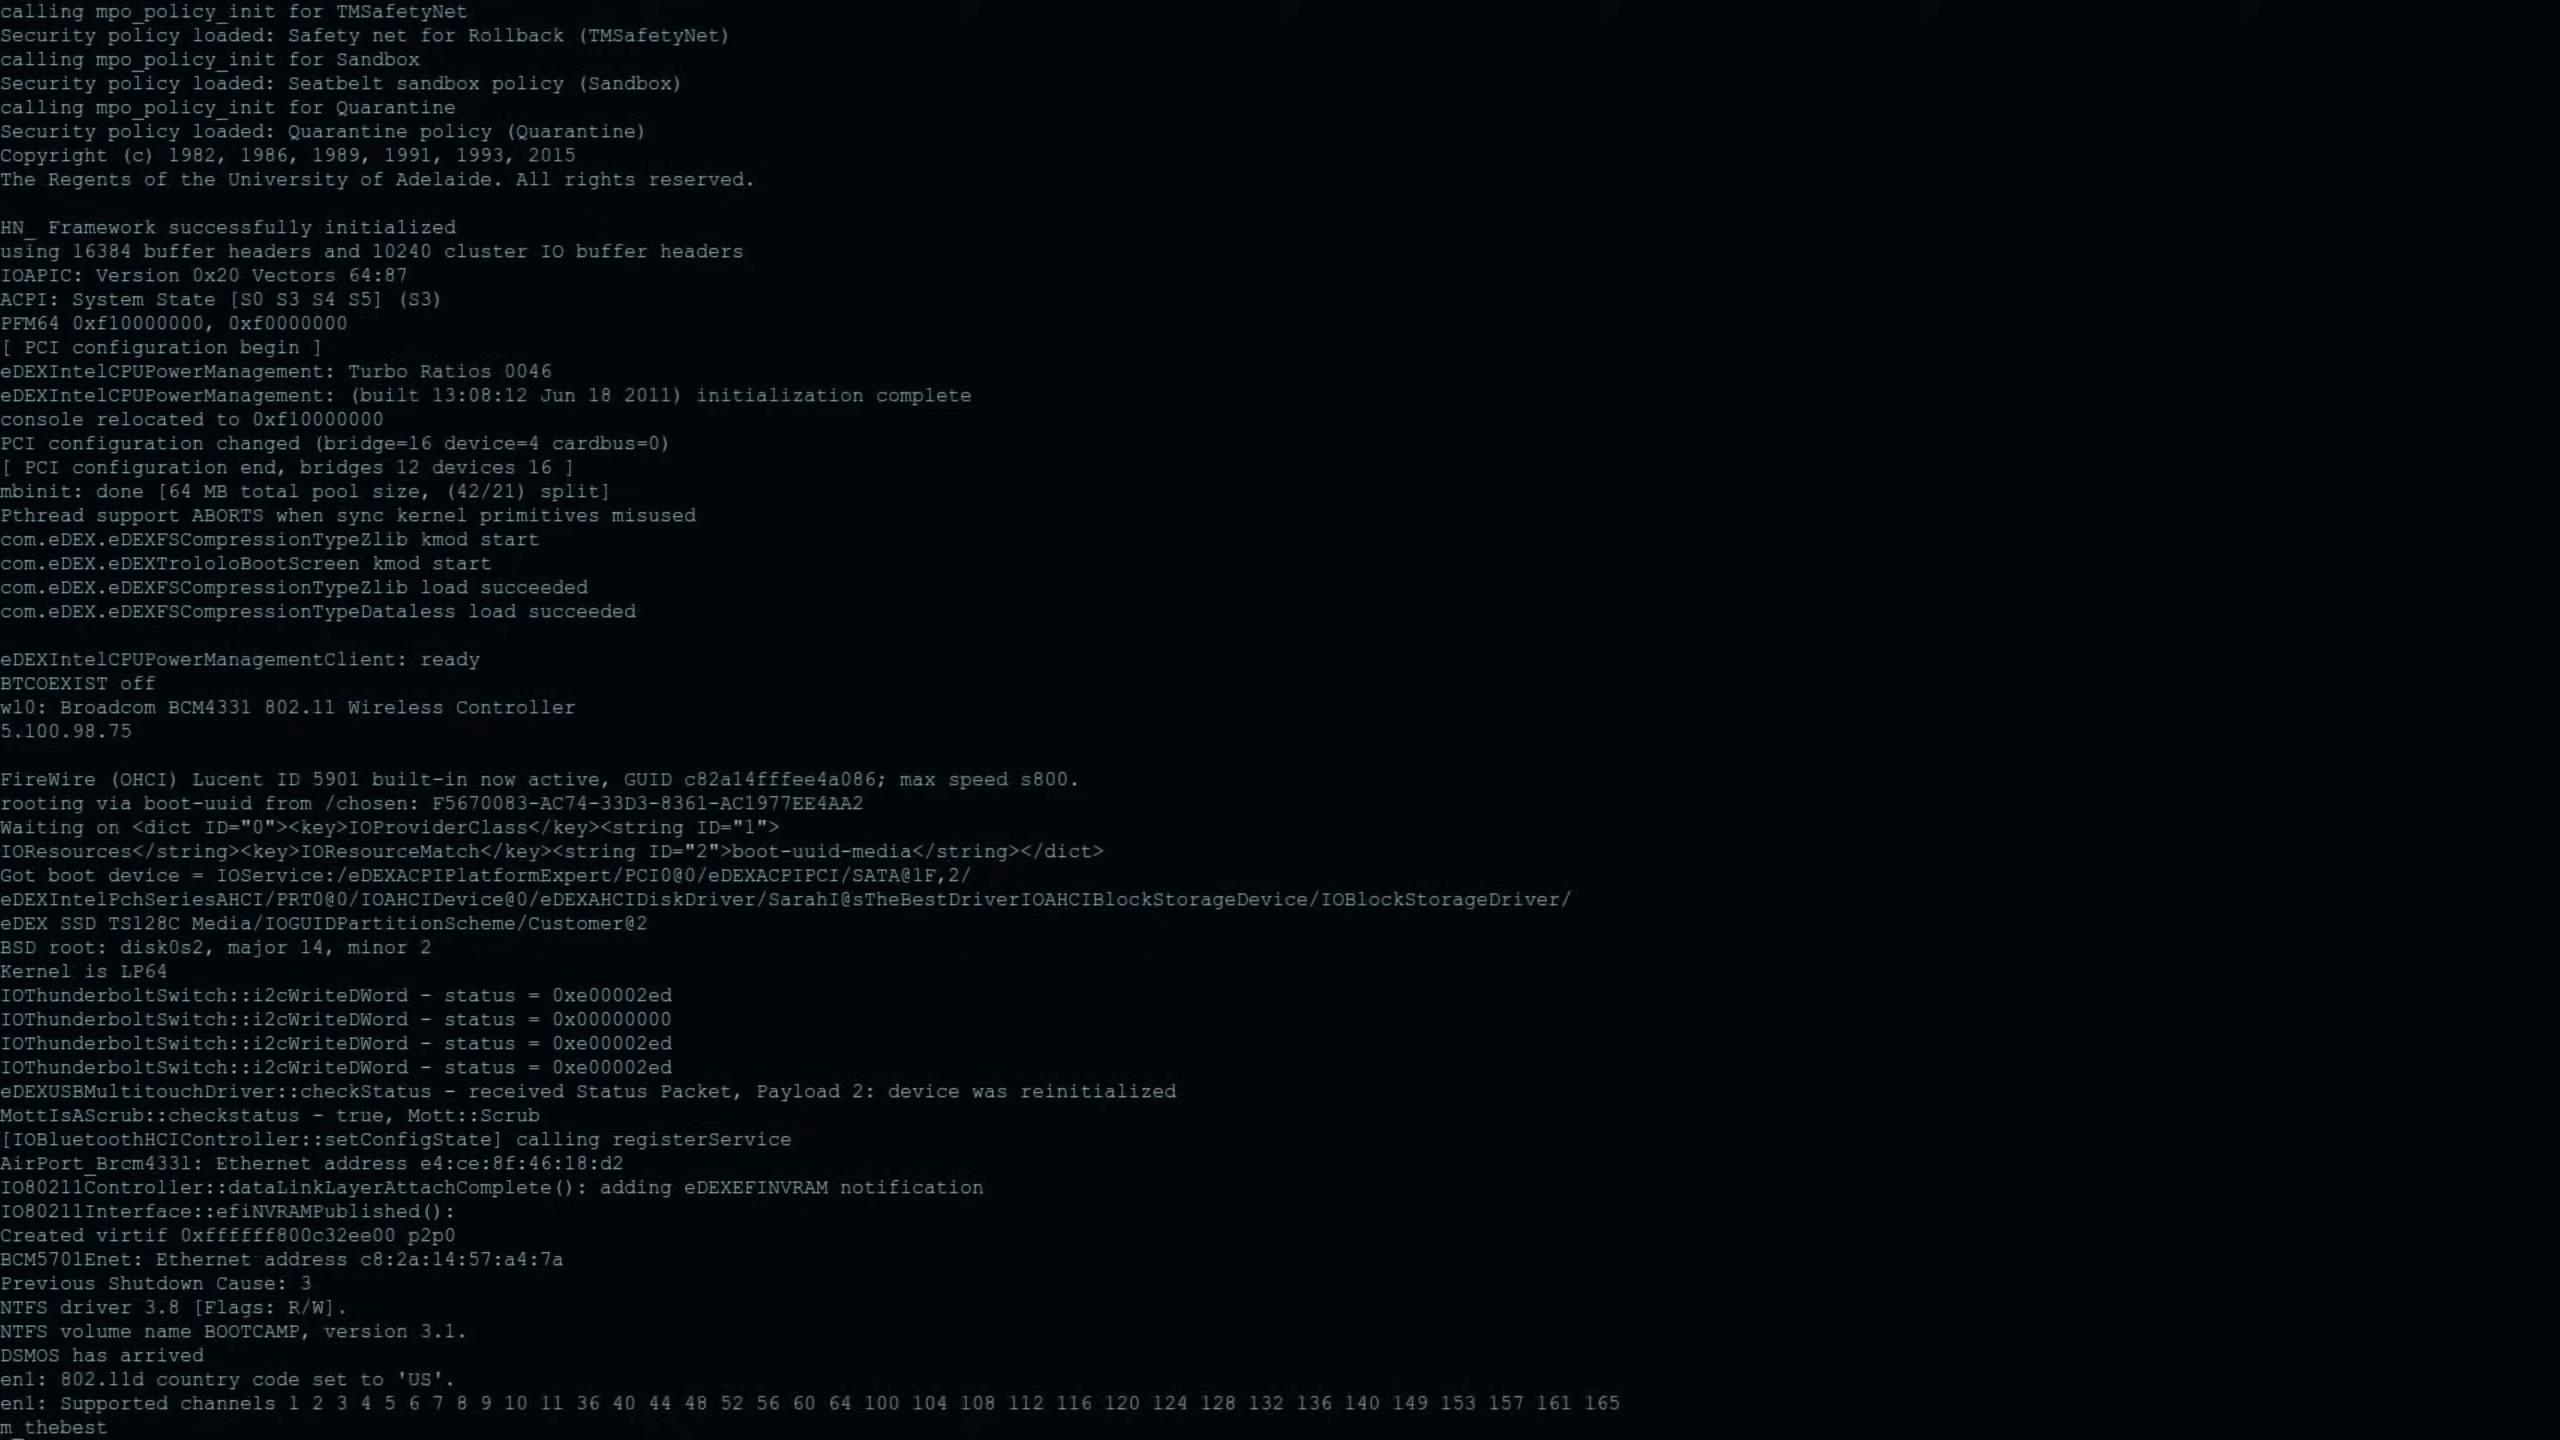 calling mpo_policy_init for TMSafetyNet
Security policy loaded: Safety net for Rollback (TMSafetyNet)
calling mpo_policy_init for Sandbox
Security policy loaded: Seatbelt sandbox policy (Sandbox)
calling mpo_policy_init for Quarantine
Security policy loaded: Quarantine policy (Quarantine)
Copyright (c) 1982, 1986, 1989, 1991, 1993, 2015
The Regents of the University of Adelaide. All rights reserved.
HN_ Framework successfully initialized
using 16384 buffer headers and 10240 cluster IO buffer headers
IOAPIC: Version 0x20 Vectors 64:87
ACPI: System State [S0 S3 S4 S5] (S3)
PFM64 0xf10000000, 0xf0000000
[ PCI configuration begin ]
eDEXIntelCPUPowerManagement: Turbo Ratios 0046
eDEXIntelCPUPowerManagement: (built 13:08:12 Jun 18 2011) initialization complete
console relocated to 0xf10000000
PCI configuration changed (bridge=16 device=4 cardbus=0)
[ PCI configuration end, bridges 12 devices 16 ]
mbinit: done [64 MB total pool size, (42/21) split]
Pthread support ABORTS when sync kernel primitives misused
com.eDEX.eDEXFSCompressionTypeZlib kmod start
com.eDEX.eDEXTrololoBootScreen kmod start
com.eDEX.eDEXFSCompressionTypeZlib load succeeded
com.eDEX.eDEXFSCompressionTypeDataless load succeeded
eDEXIntelCPUPowerManagementClient: ready
BTCOEXIST off
wl0: Broadcom BCM4331 802.11 Wireless Controller
5.100.98.75
FireWire (OHCI) Lucent ID 5901 built-in now active, GUID c82a14fffee4a086; max speed s800.
rooting via boot-uuid from /chosen: F5670083-AC74-33D3-8361-AC1977EE4AA2
Waiting on <dict ID="0"><key>IOProviderClass</key><string ID="1">
IOResources</string><key>IOResourceMatch</key><string ID="2">boot-uuid-media</string></dict>
Got boot device = IOService:/eDEXACPIPlatformExpert/PCI0@0/eDEXACPIPCI/SATA@1F,2/
eDEXIntelPchSeriesAHCI/PRT0@0/IOAHCIDevice@0/eDEXAHCIDiskDriver/SarahI@sTheBestDriverIOAHCIBlockStorageDevice/IOBlockStorageDriver/
eDEX SSD TS128C Media/IOGUIDPartitionScheme/Customer@2
BSD root: disk0s2, major 14, minor 2
Kernel is LP64
IOThunderboltSwitch::i2cWriteDWord - status = 0xe00002ed
IOThunderboltSwitch::i2cWriteDWord - status = 0x00000000
IOThunderboltSwitch::i2cWriteDWord - status = 0xe00002ed
IOThunderboltSwitch::i2cWriteDWord - status = 0xe00002ed
eDEXUSBMultitouchDriver::checkStatus - received Status Packet, Payload 2: device was reinitialized
MottIsAScrub::checkstatus - true, Mott::Scrub
[IOBluetoothHCIController::setConfigState] calling registerService
AirPort_Brcm4331: Ethernet address e4:ce:8f:46:18:d2
IO80211Controller::dataLinkLayerAttachComplete(): adding eDEXEFINVRAM notification
IO80211Interface::efiNVRAMPublished():
Created virtif 0xffffff800c32ee00 p2p0
BCM5701Enet: Ethernet address c8:2a:14:57:a4:7a
Previous Shutdown Cause: 3
NTFS driver 3.8 [Flags: R/W].
NTFS volume name BOOTCAMP, version 3.1.
DSMOS has arrived
en1: 802.11d country code set to 'US'.
en1: Supported channels 1 2 3 4 5 6 7 8 9 10 11 36 40 44 48 52 56 60 64 100 104 108 112 116 120 124 128 132 136 140 149 153 157 161 165
m_thebest